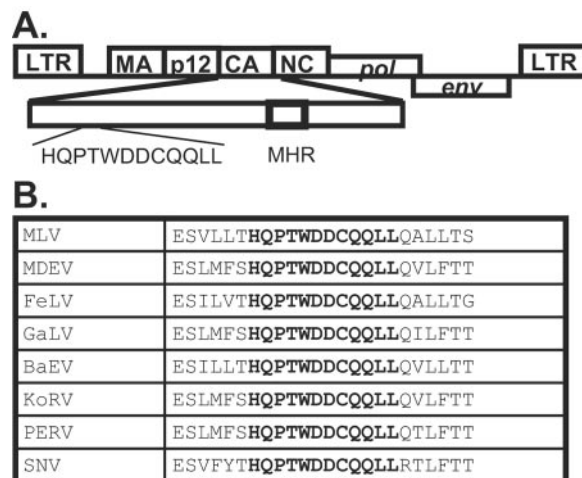 A.
LTR MA p12 CA NC pol env LTR
HQPTWDDCQQLL MHR
B.
MLV ESVLLTHQPTWDDCQQLLQALLTS
MDEV ESLMFSHQPTWDDCQQLLQVLFTT
FeLV ESILVTHQPTWDDCQQLLQALLTG
GaLV ESLMFSHQPTWDDCQQLLQILFTT
BaEV ESILLTHQPTWDDCQQLLQVLLTT
KoRV ESLMFSHQPTWDDCQQLLQVLFTT
PERV ESLMFSHQPTWDDCQQLLQTLFTT
SNV ESVFYTHQPTWDDCQQLLRTLFTT